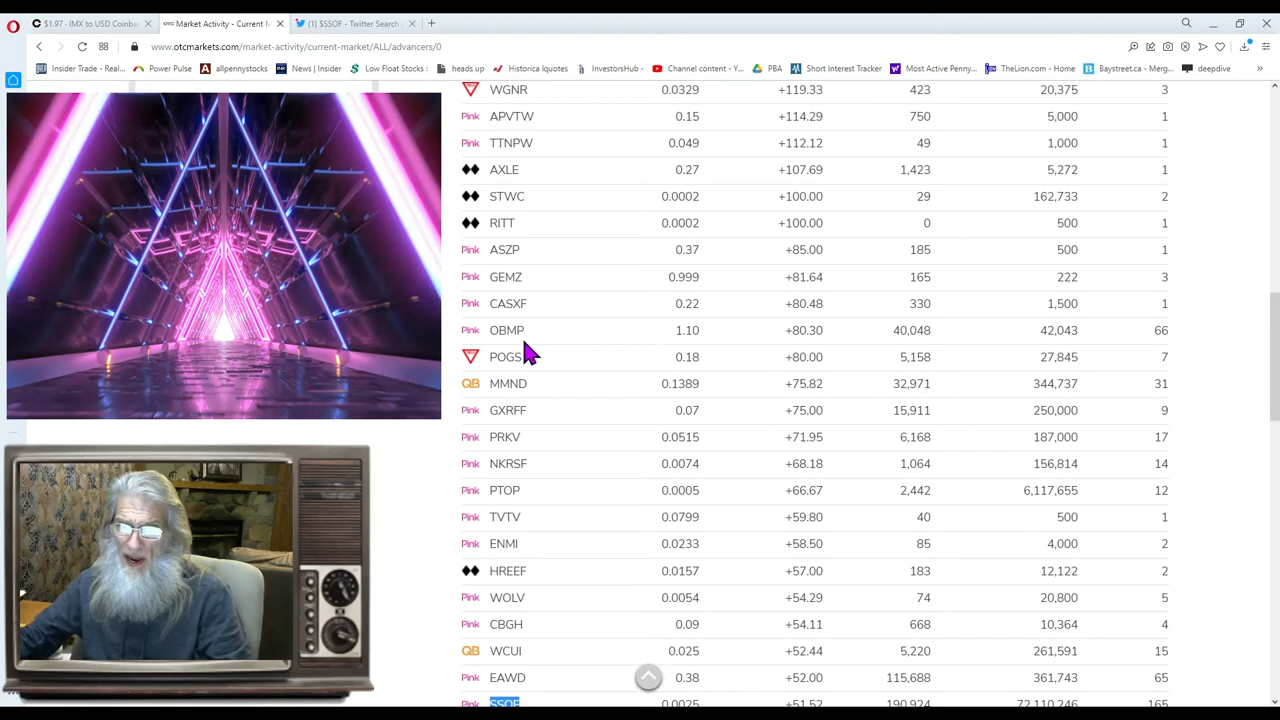 $1.97 - IMX to USD Coinba
Market Activity - Current M
(1) $SSOF - Twitter Search
www.otcmarkets.com/market-activity/current-market/ALL/advancers/0
Insider Trade - Real... Power Pulse allpennystocks News | Insider Low Float Stocks : heads up Historica Iquotes InvestorsHub - Channel content - Y... PBA Short Interest Tracker Most Active Penny... TheLion.com - Home Baystreet.ca - Merg... deepdive »
WGNR 0.0329 +119.33 423 20,375 3
Pink APVTW 0.15 +114.29 750 5,000 1
Pink TTNPW 0.049 +112.12 49 1,000 1
AXLE 0.27 +107.69 1,423 5,272 1
STWC 0.0002 +100.00 29 162,733 2
RITT 0.0002 +100.00 0 500 1
Pink ASZP 0.37 +85.00 185 500 1
Pink GEMZ 0.999 +81.64 165 222 3
Pink CASXF 0.22 +80.48 330 1,500 1
Pink OBMP 1.10 +80.30 40,048 42,043 66
POGS 0.18 +80.00 5,158 27,845 7
QB MMND 0.1389 +75.82 32,971 344,737 31
Pink GXRFF 0.07 +75.00 15,911 250,000 9
Pink PRKV 0.0515 +71.95 6,168 187,000 17
Pink NKRSF 0.0074 +68.18 1,064 156,814 14
Pink PTOP 0.0005 +66.67 2,442 6,117,655 12
Pink TVTV 0.0799 +59.80 40 500 1
Pink ENMI 0.0233 +58.50 85 4,000 2
HREEF 0.0157 +57.00 183 12,122 2
Pink WOLV 0.0054 +54.29 74 20,800 5
Pink CBGH 0.09 +54.11 668 10,364 4
QB WCUI 0.025 +52.44 5,220 261,591 15
Pink EAWD 0.38 +52.00 115,688 361,743 65
Pink SSOF 0.0025 +51.52 190,924 72,110,246 165